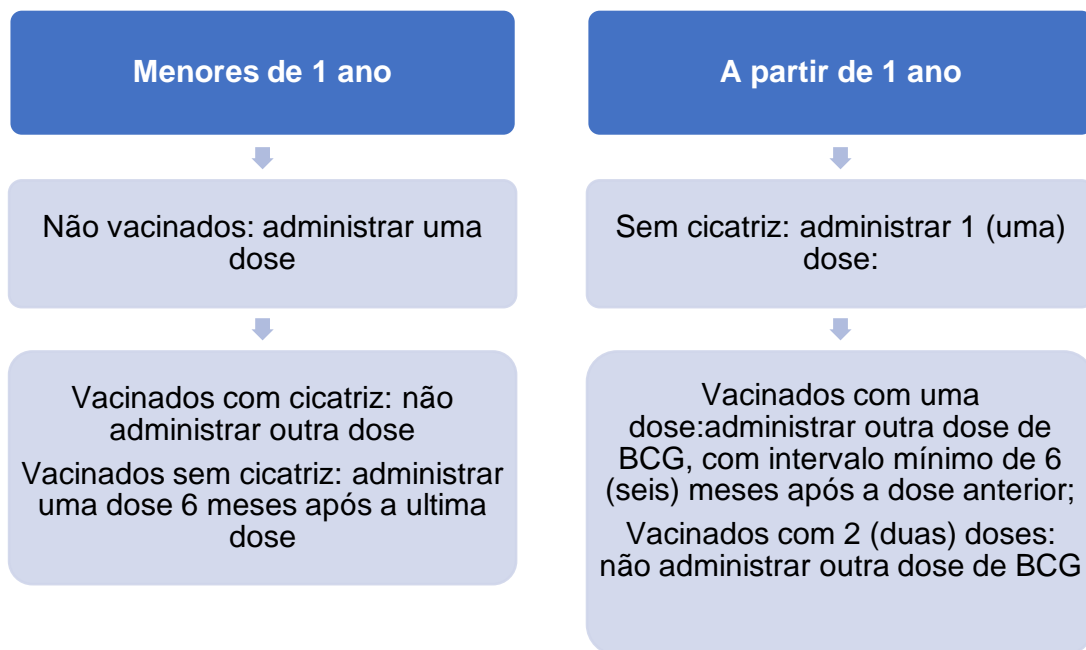 Menores de 1 ano
Não vacinados: administrar uma
dose
Vacinados com cicatriz: não
administrar outra dose
Vacinados sem cicatriz: administrar
uma dose 6 meses após a ultima
dose
A partir de 1 ano
Sem cicatriz: administrar 1 (uma)
dose:
Vacinados com uma
dose:administrar outra dose de
BCG, com intervalo mínimo de 6
(seis) meses após a dose anterior;
Vacinados com 2 (duas) doses:
não administrar outra dose de BCG